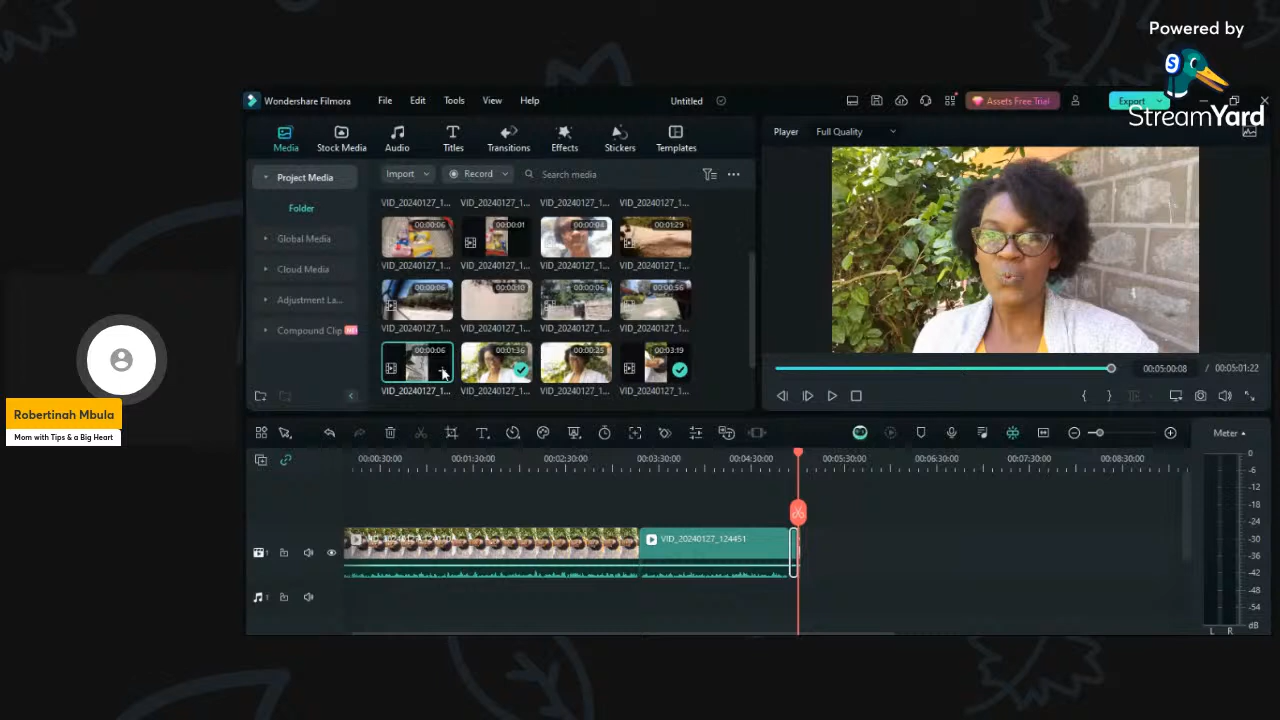 Powered by
StreamYard
Wondershare Filmora
File
Edit
Tools
View
Help
Untitled
Assets Free Trial
Export
Media
Stock Media
Audio
Titles
Transitions
Effects
Stickers
Templates
Player
Full Quality
Project Media
Import
Record
Search media
Folder
Global Media
Cloud Media
Adjustment La...
Compound Clip
VID_20240127_1... VID_20240127_1... VID_20240127_1... VID_20240127_1...
00:00:06 00:00:01 00:00:04 00:01:29
VID_20240127_1... VID_20240127_1... VID_20240127_1... VID_20240127_1...
00:00:06 00:00:10 00:00:06 00:00:56
VID_20240127_1... VID_20240127_1... VID_20240127_1... VID_20240127_1...
00:00:06 00:01:36 00:00:25 00:03:19
VID_20240127_1... VID_20240127_1... VID_20240127_1... VID_20240127_1...
00:05:00:08 / 00:05:01:22
Robertinah Mbula
Mom with Tips & a Big Heart
Meter
00:00:30:00 00:01:30:00 00:02:30:00 00:03:30:00 00:04:30:00 00:05:30:00 00:06:30:00 00:07:30:00 00:08:30:00
VID_20240127_124451
1
1
0
-6
-12
-18
-24
-30
-36
-42
-48
-54
dB
L R